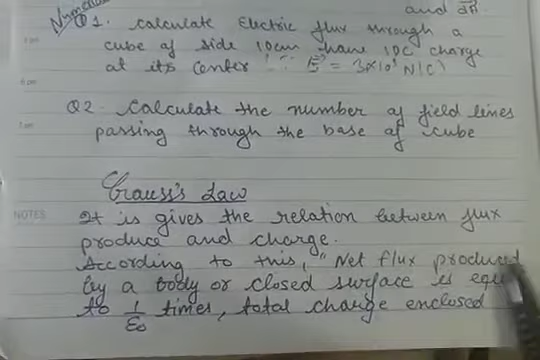 and
Q1. Calculate Electric flux through a
cube of side 10cm have 1PC charge
at its center
Q2. Calculate the number of field lines
passing through the base of cube
Gauss's Law
NOTES
It is gives the relation between flux
produce and charge.
According to this, "Net flux produced
by a body or closed surface is
to 1/ε₀ times, total charge enclosed